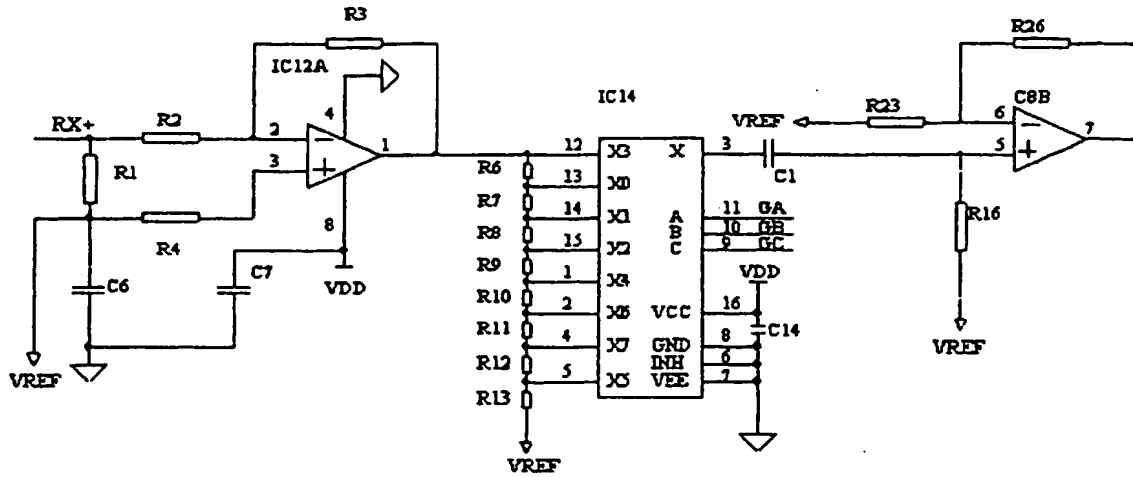 R3
R26
IC12A
4
IC14
R23
C8B
RX+
R2
2
VREF
6
7
1
12
X3
X
3
5
3
R6
C1
R1
13
X0
R7
14
X1
A
11
GA
R16
R4
8
R8
B
10
GB
15
X2
C
9
GC
C6
C7
R9
VDD
VDD
1
X4
R10
2
X6
VCC
16
R11
C14
4
X7
GND
8
VREF
R12
INH
6
VREF
5
X5
VEE
7
R13
VREF